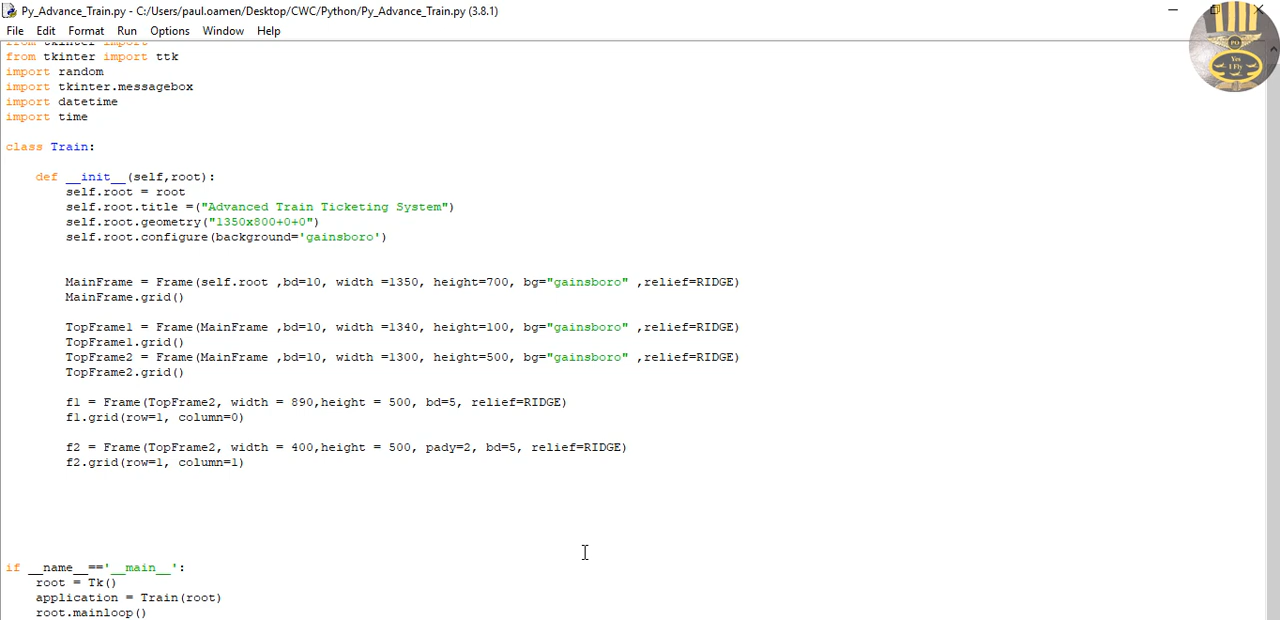 Py_Advance_Train.py - C:/Users/paul.oamen/Desktop/CWC/Python/Py_Advance_Train.py (3.8.1)
File Edit Format Run Options Window Help
from tkinter import
from tkinter import ttk
import random
import tkinter.messagebox
import datetime
import time
class Train:
def __init__(self,root):
self.root = root
self.root.title =("Advanced Train Ticketing System")
self.root.geometry("1350x800+0+0")
self.root.configure(background='gainsboro')
MainFrame = Frame(self.root ,bd=10, width =1350, height=700, bg="gainsboro" ,relief=RIDGE)
MainFrame.grid()
TopFrame1 = Frame(MainFrame ,bd=10, width =1340, height=100, bg="gainsboro" ,relief=RIDGE)
TopFrame1.grid()
TopFrame2 = Frame(MainFrame ,bd=10, width =1300, height=500, bg="gainsboro" ,relief=RIDGE)
TopFrame2.grid()
f1 = Frame(TopFrame2, width = 890,height = 500, bd=5, relief=RIDGE)
f1.grid(row=1, column=0)
f2 = Frame(TopFrame2, width = 400,height = 500, pady=2, bd=5, relief=RIDGE)
f2.grid(row=1, column=1)
if __name__=='__main__':
root = Tk()
application = Train(root)
root.mainloop()
PO
Yes
I Fly